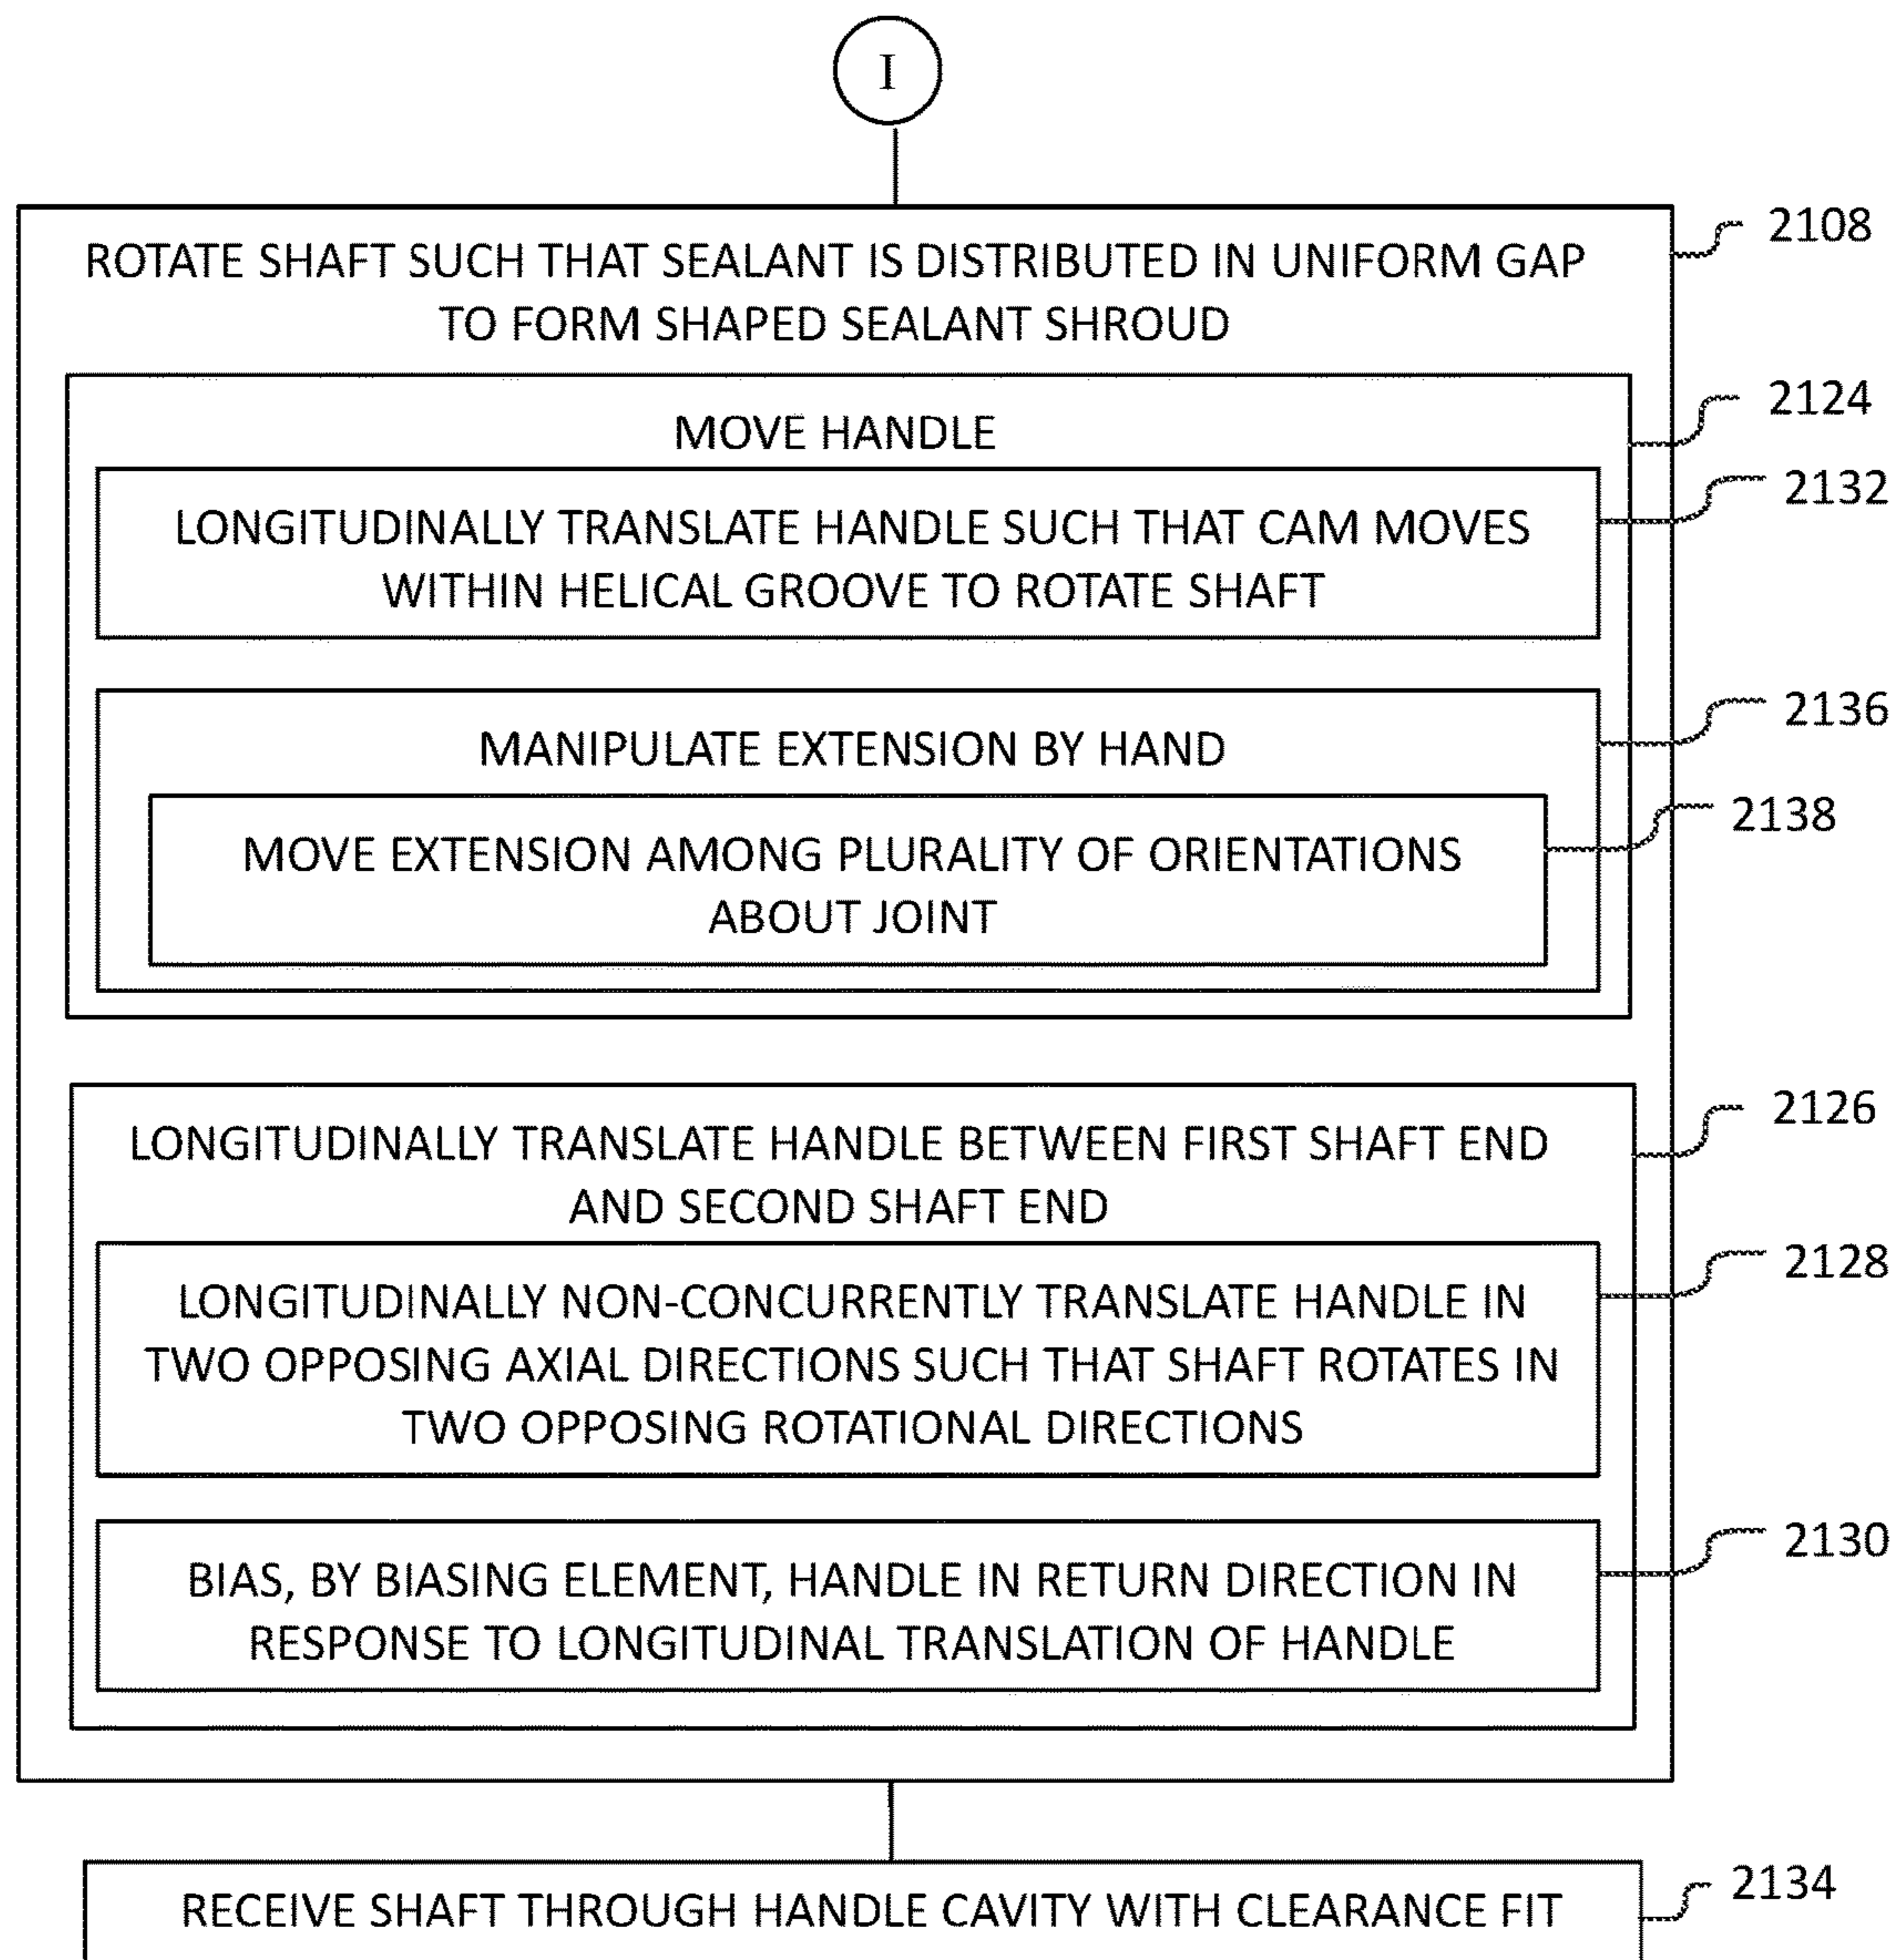 I
2108
ROTATE SHAFT SUCH THAT SEALANT IS DISTRIBUTED IN UNIFORM GAP
TO FORM SHAPED SEALANT SHROUD
2124
MOVE HANDLE
2132
LONGITUDINALLY TRANSLATE HANDLE SUCH THAT CAM MOVES
WITHIN HELICAL GROOVE TO ROTATE SHAFT
2136
MANIPULATE EXTENSION BY HAND
2138
MOVE EXTENSION AMONG PLURALITY OF ORIENTATIONS
ABOUT JOINT
2126
LONGITUDINALLY TRANSLATE HANDLE BETWEEN FIRST SHAFT END
AND SECOND SHAFT END
2128
LONGITUDINALLY NON-CONCURRENTLY TRANSLATE HANDLE IN
TWO OPPOSING AXIAL DIRECTIONS SUCH THAT SHAFT ROTATES IN
TWO OPPOSING ROTATIONAL DIRECTIONS
2130
BIAS, BY BIASING ELEMENT, HANDLE IN RETURN DIRECTION IN
RESPONSE TO LONGITUDINAL TRANSLATION OF HANDLE
2134
RECEIVE SHAFT THROUGH HANDLE CAVITY WITH CLEARANCE FIT